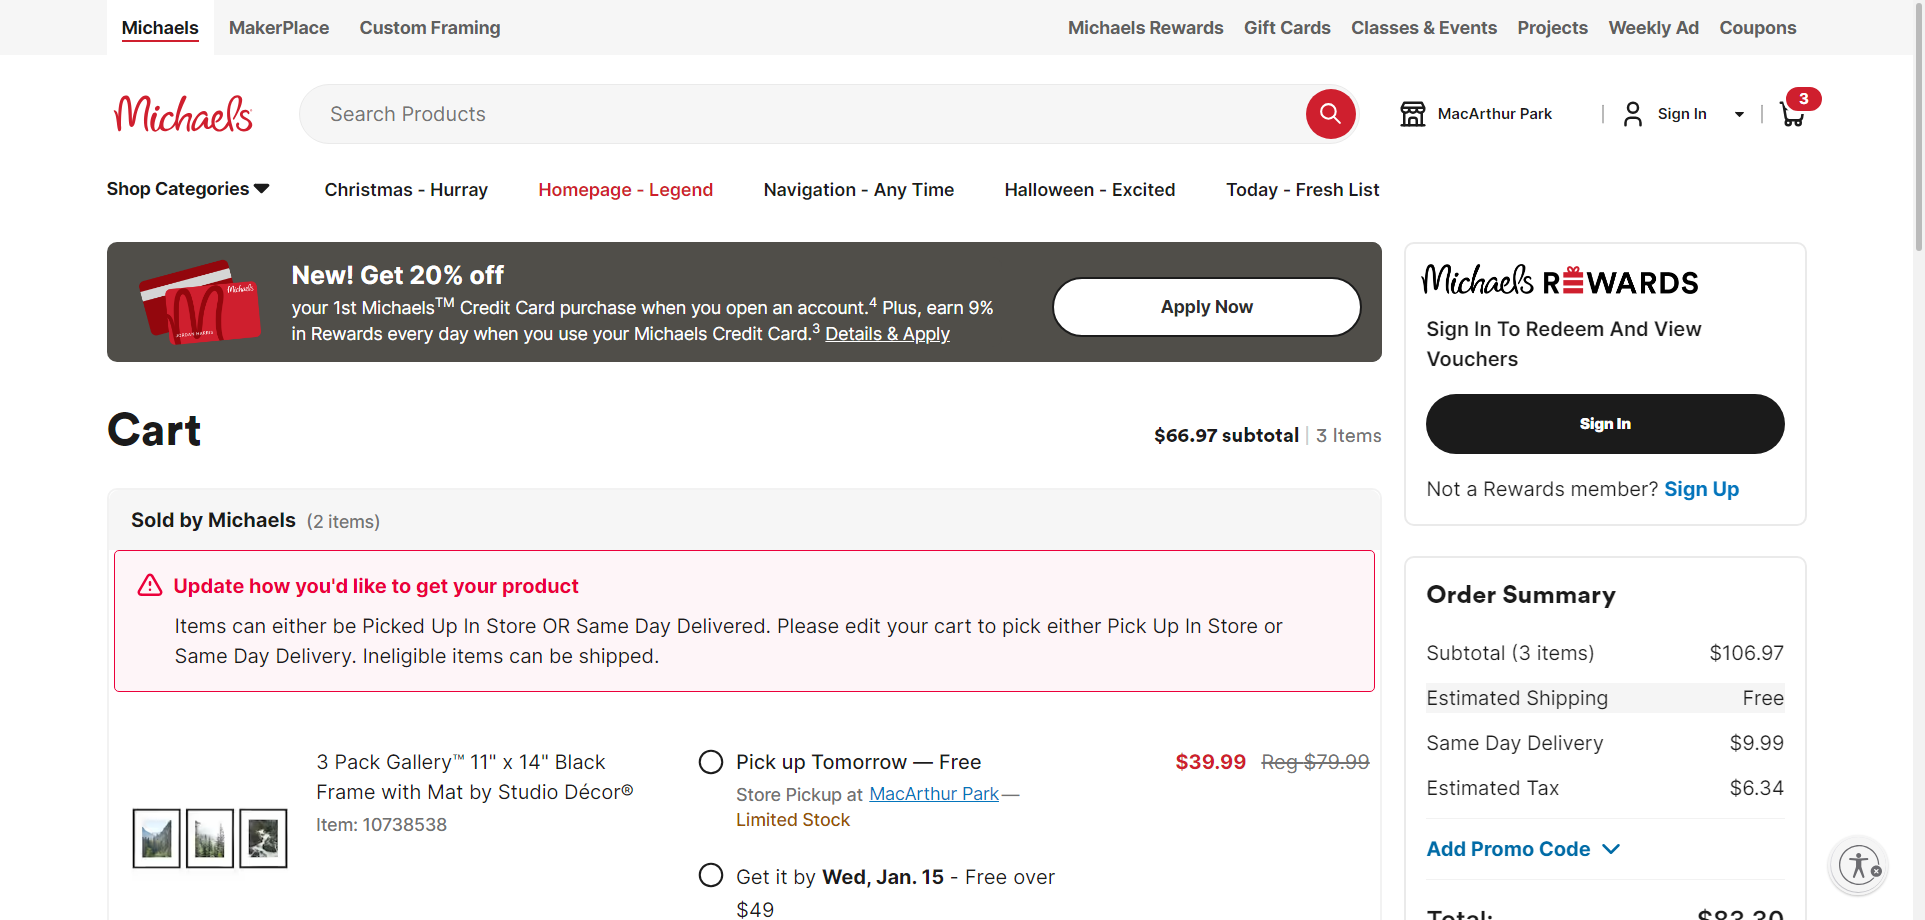 Michaels MakerPlace Custom Framing Michaels Rewards Gift Cards Classes & Events Projects Weekly Ad Coupons
Michaels Search Products MacArthur Park | Sign In | 3
Shop Categories Christmas - Hurray Homepage - Legend Navigation - Any Time Halloween - Excited Today - Fresh List
New! Get 20% off
your 1st Michaels™ Credit Card purchase when you open an account.⁴ Plus, earn 9%
in Rewards every day when you use your Michaels Credit Card.³ Details & Apply
Apply Now
Michaels
Michaels REWARDS
Sign In To Redeem And View
Vouchers
Sign In
Not a Rewards member? Sign Up
Cart
$66.97 subtotal | 3 Items
Sold by Michaels (2 items)
Update how you'd like to get your product
Items can either be Picked Up In Store OR Same Day Delivered. Please edit your cart to pick either Pick Up In Store or
Same Day Delivery. Ineligible items can be shipped.
3 Pack Gallery™ 11" x 14" Black
Frame with Mat by Studio Décor®
Item: 10738538
Pick up Tomorrow — Free
Store Pickup at MacArthur Park—
Limited Stock
Get it by Wed, Jan. 15 - Free over
$49
$39.99 Reg $79.99
Order Summary
Subtotal (3 items) $106.97
Estimated Shipping Free
Same Day Delivery $9.99
Estimated Tax $6.34
Add Promo Code
Total: $83.30